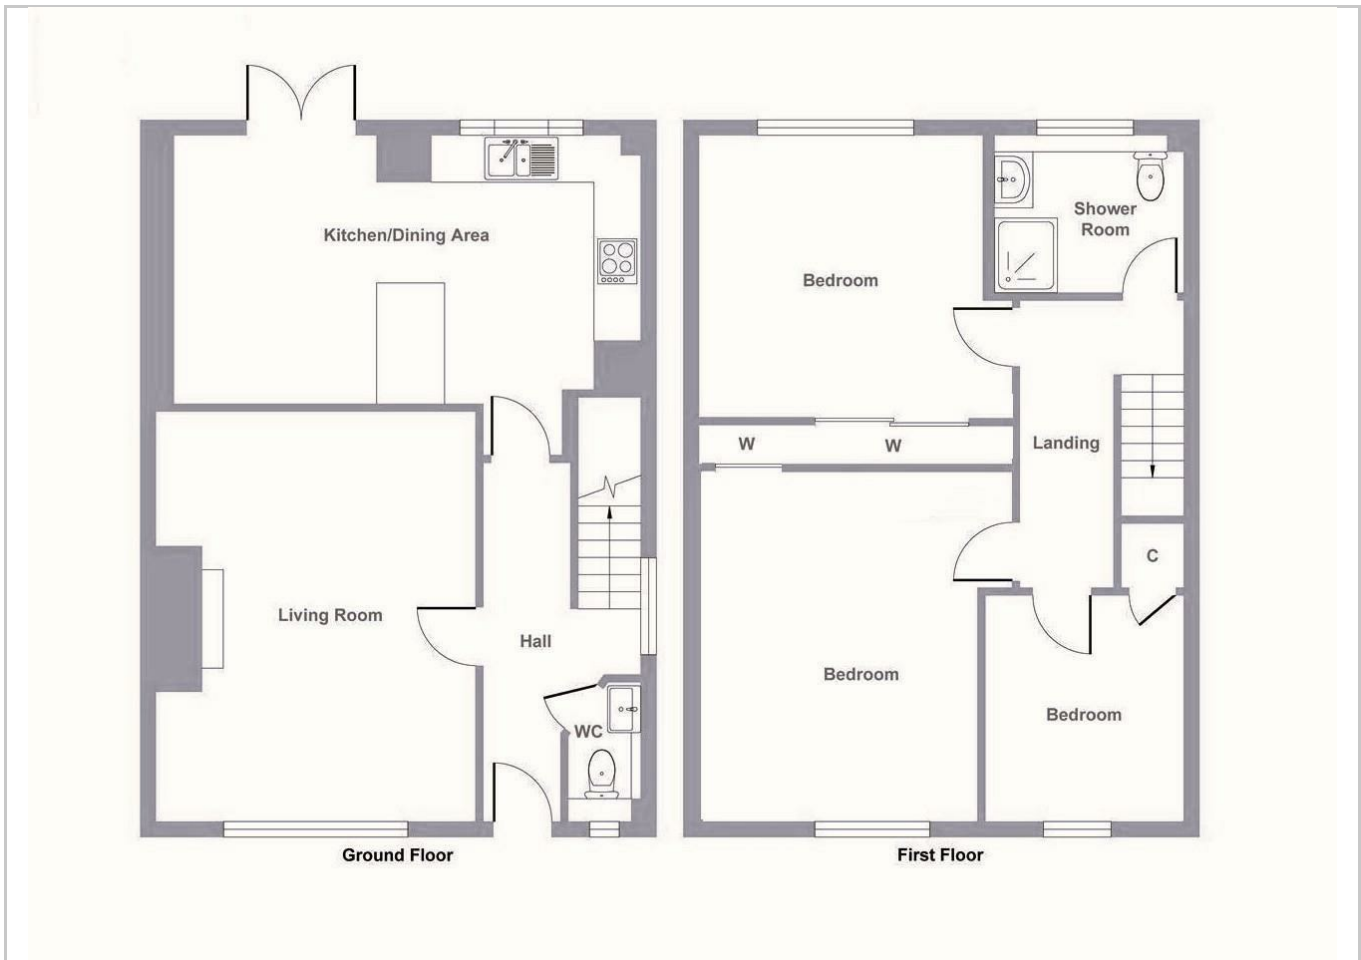 Kitchen/Dining Area
Living Room
Hall
WC
Ground Floor
Shower
Room
Bedroom
W
W
Landing
C
Bedroom
Bedroom
First Floor